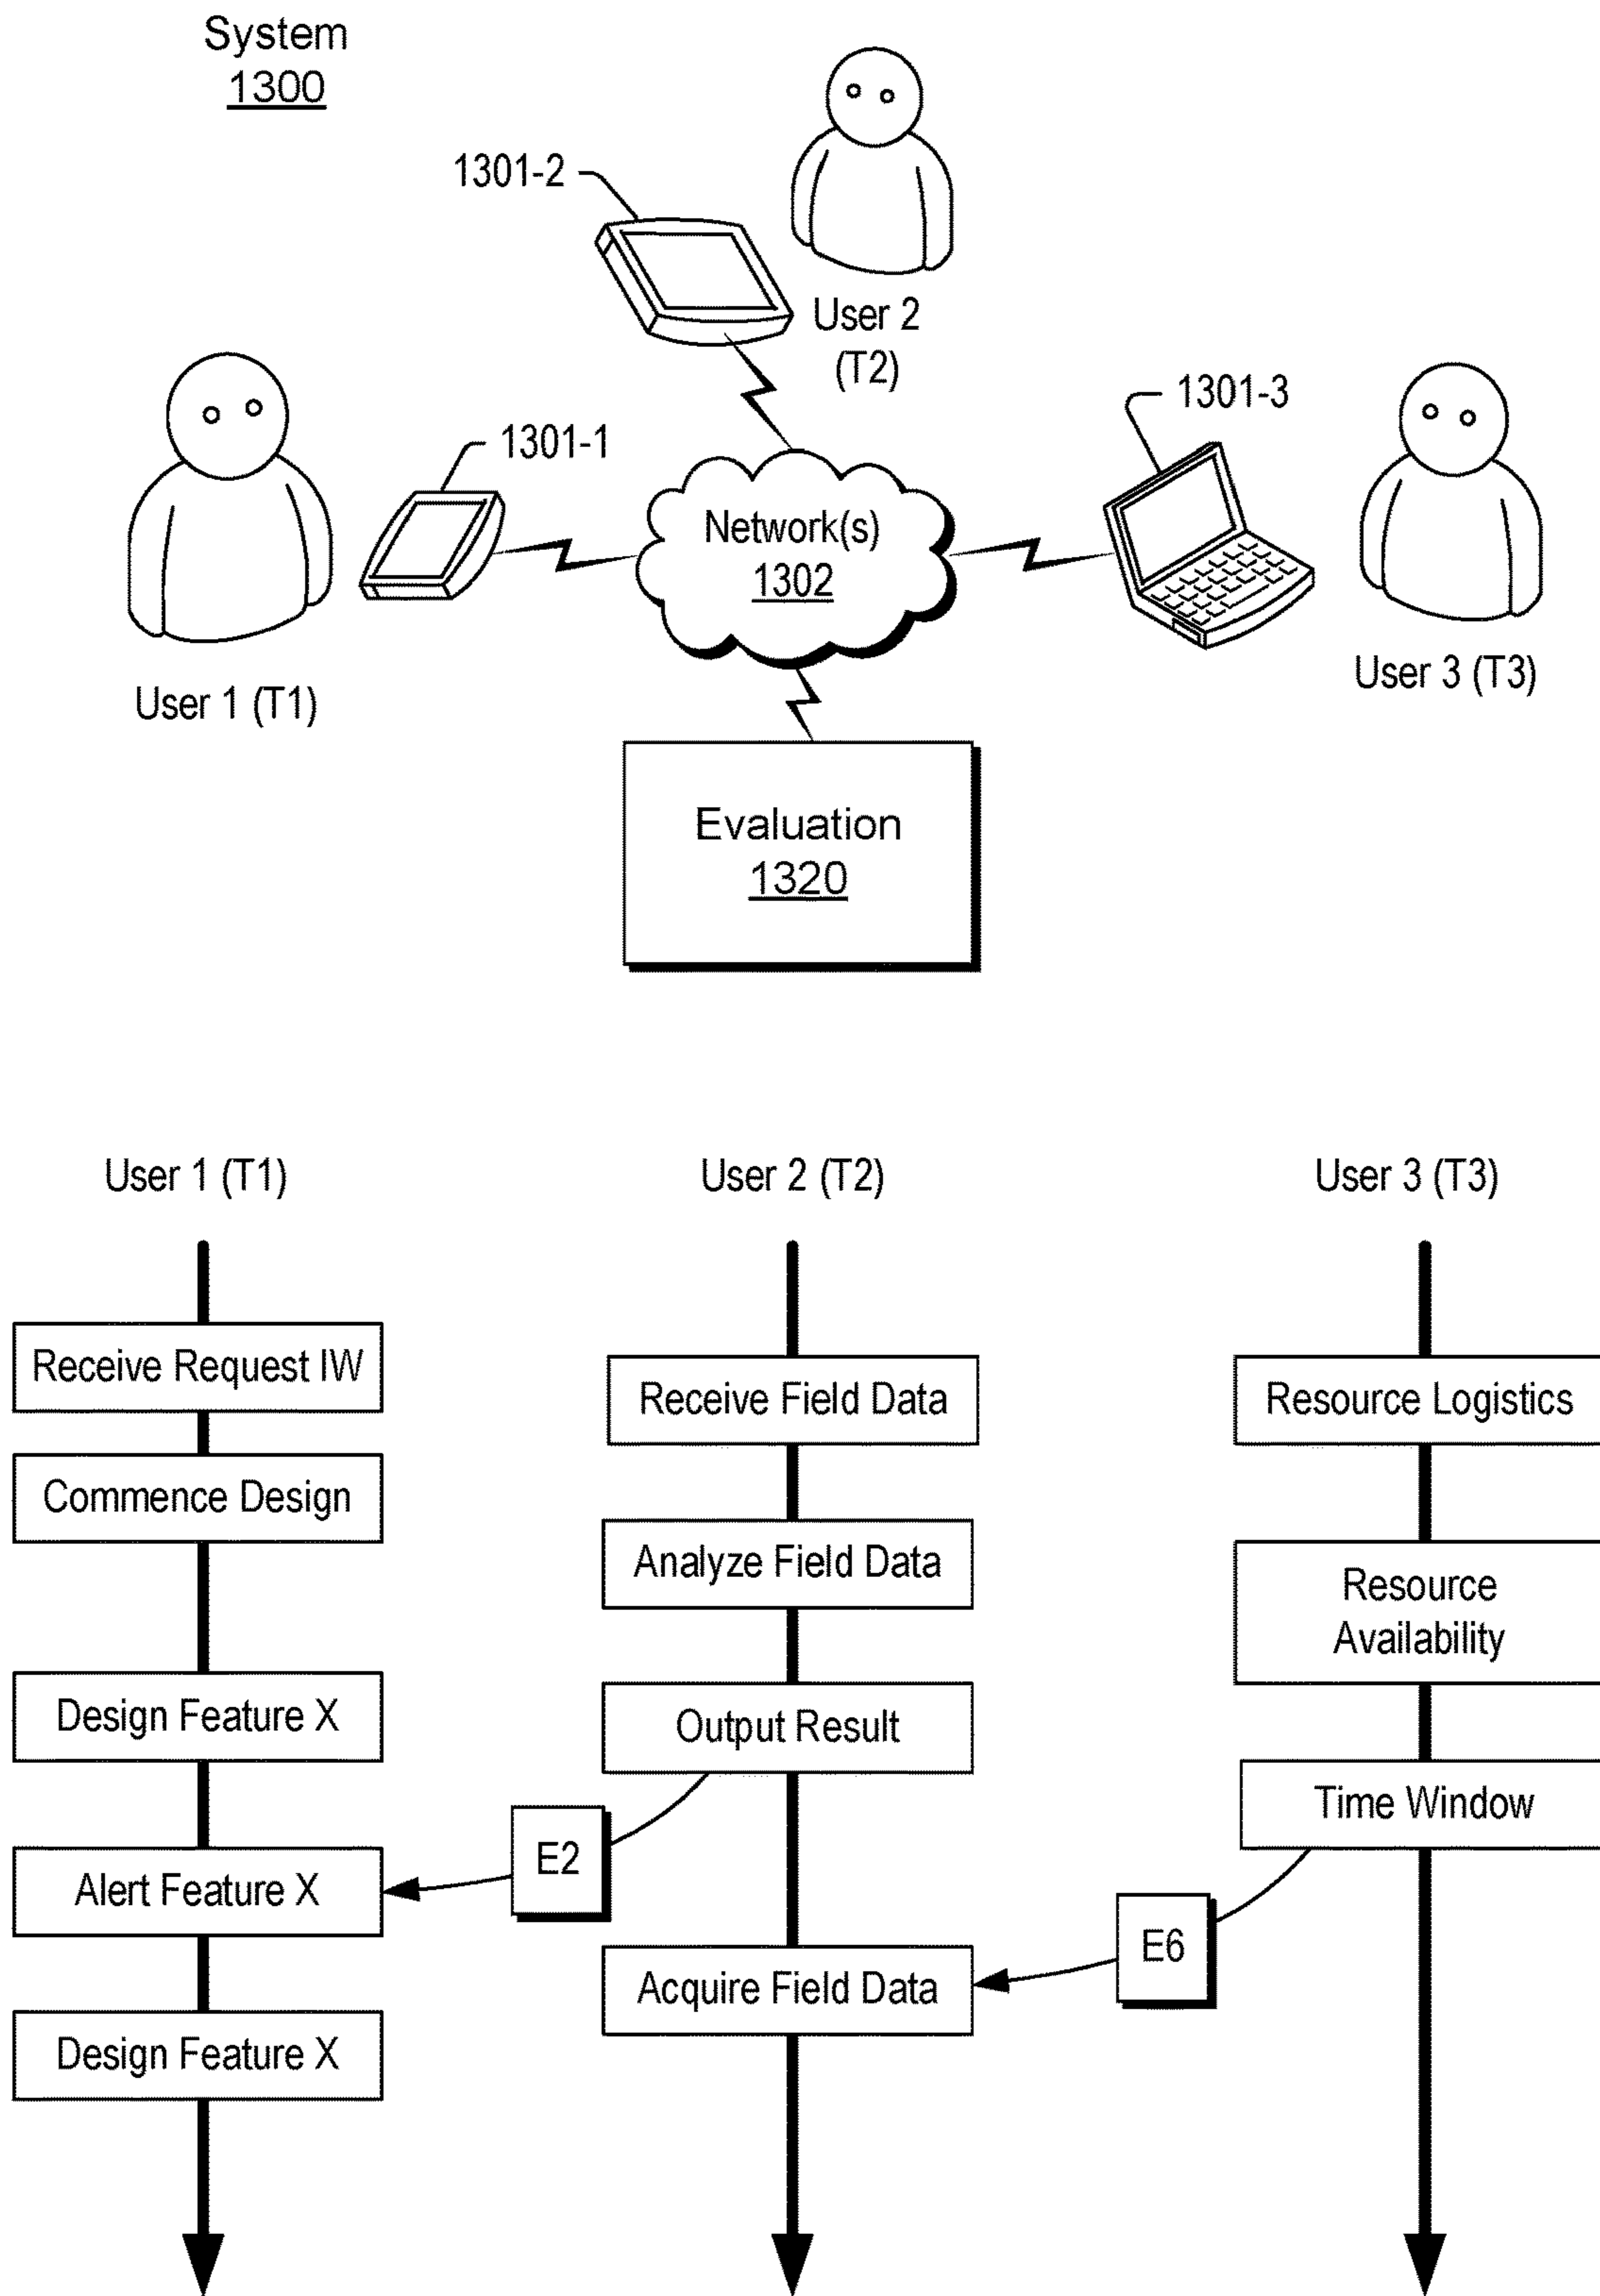 System
1300
1301-2
User 2
(T2)
1301-3
1301-1
Network(s)
1302
User 1 (T1)
User 3 (T3)
Evaluation
1320
User 1 (T1)
User 2 (T2)
User 3 (T3)
Receive Request IW
Commence Design
Design Feature X
Alert Feature X
Design Feature X
Receive Field Data
Analyze Field Data
Output Result
E2
Acquire Field Data
Resource Logistics
Resource
Availability
Time Window
E6